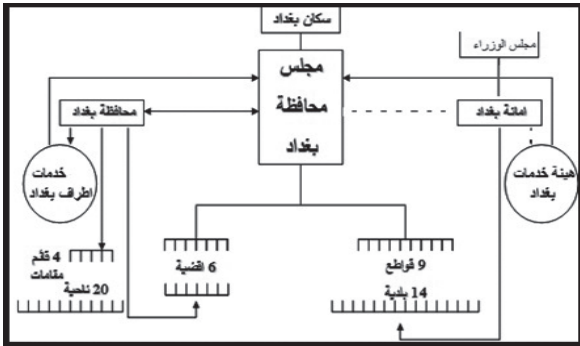 سكان بغداد
مجلس الوزراء
مجلس
محافظة
بغداد
محافظة بغداد
امانة بغداد
خدمات
اطراف بغداد
هيئة خدمات
بغداد
4 قائم
مقامات
20 ناحية
6 اقضية
9 قواطع
14 بلدية